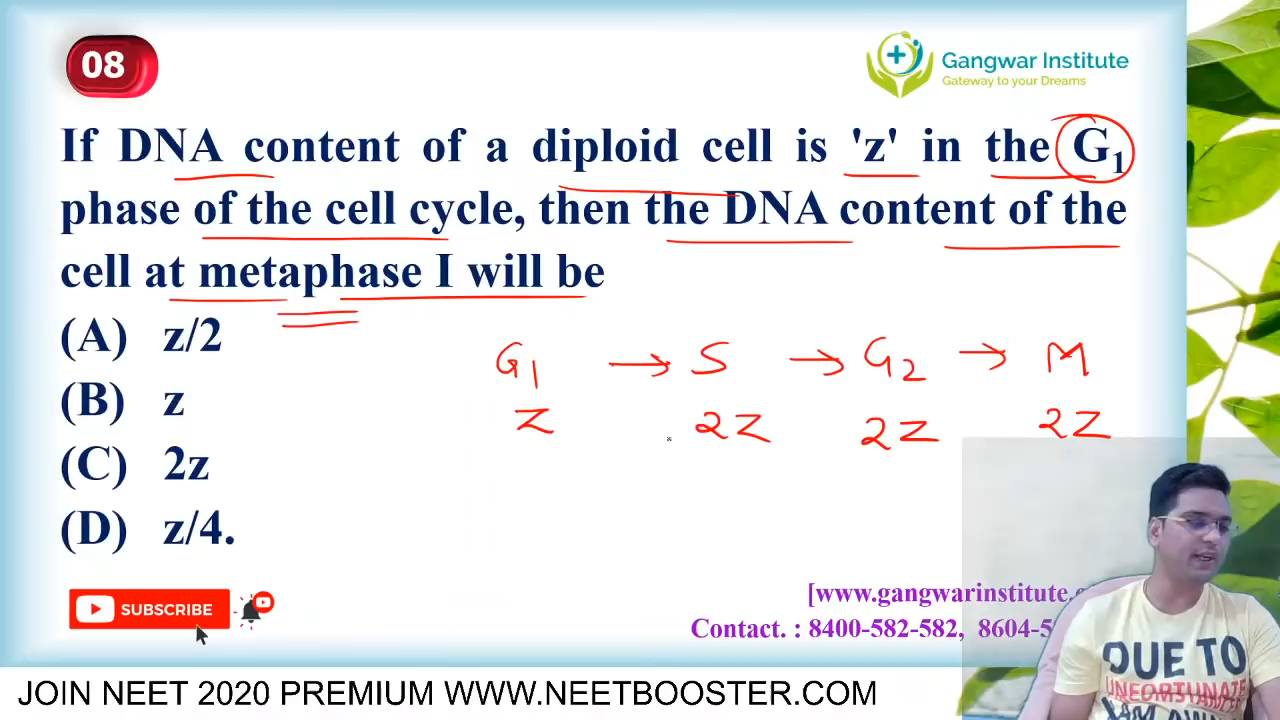 08
Gangwar Institute
Gateway to your Dreams
If DNA content of a diploid cell is 'z' in the G₁
phase of the cell cycle, then the DNA content of the
cell at metaphase I will be
(A) z/2
(B) z
(C) 2z
(D) z/4.
G₁ → S → G₂ → M
Z 2Z 2Z 2Z
SUBSCRIBE
[www.gangwarinstitute.
Contact. : 8400-582-582, 8604-5
DUE TO
UNFORTUNATE
JOIN NEET 2020 PREMIUM WWW.NEETBOOSTER.COM